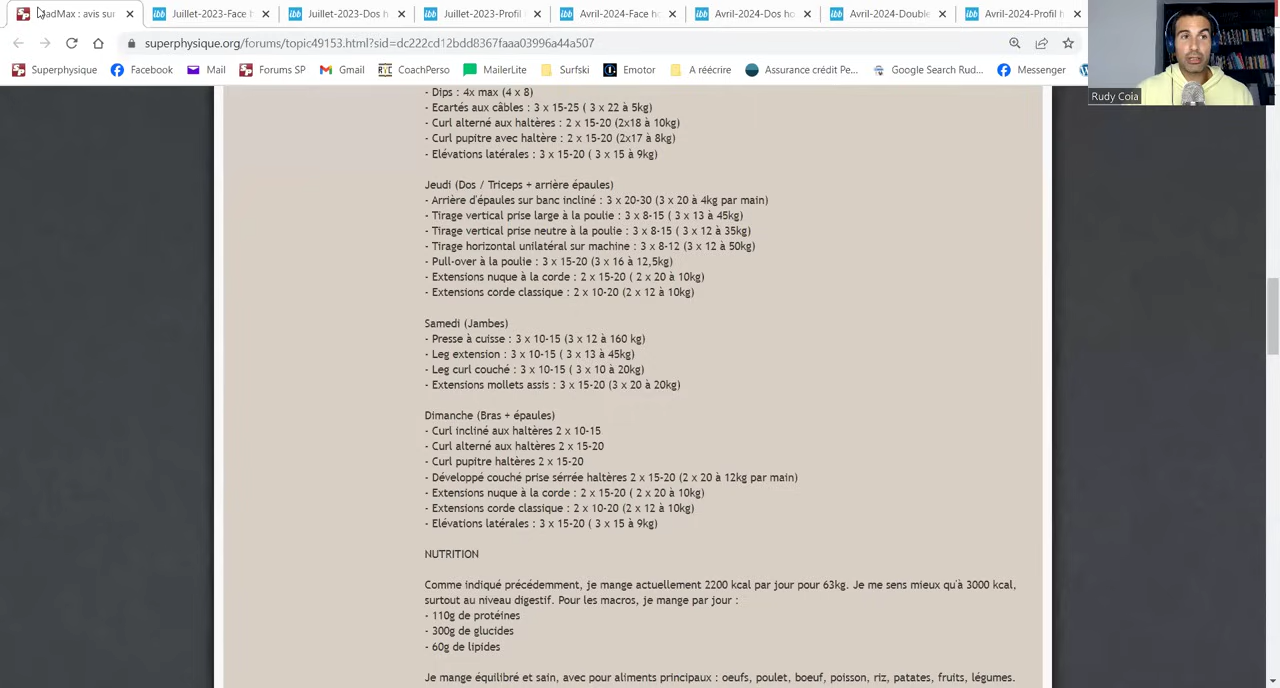 dadMax : avis sur
Juillet-2023-Face h
Juillet-2023-Dos h
Juillet-2023-Profil
Avril-2024-Face ho
Avril-2024-Dos ho
Avril-2024-Double
Avril-2024-Profil h
superphysique.org/forums/topic49153.html?sid=dc222cd12bdd8367faaa03996a44a507
Superphysique
Facebook
Mail
Forums SP
Gmail
CoachPerso
MailerLite
Surfski
Emotor
A réécrire
Assurance crédit Pe...
Google Search Rud...
Messenger
Rudy Coia
- Dips : 4x max (4 x 8)
- Ecartés aux câbles : 3 x 15-25 ( 3 x 22 à 5kg)
- Curl alterné aux haltères : 2 x 15-20 (2x18 à 10kg)
- Curl pupitre avec haltère : 2 x 15-20 (2x17 à 8kg)
- Elévations latérales : 3 x 15-20 ( 3 x 15 à 9kg)
Jeudi (Dos / Triceps + arrière épaules)
- Arrière d'épaules sur banc incliné : 3 x 20-30 (3 x 20 à 4kg par main)
- Tirage vertical prise large à la poulie : 3 x 8-15 ( 3 x 13 à 45kg)
- Tirage vertical prise neutre à la poulie : 3 x 8-15 ( 3 x 12 à 35kg)
- Tirage horizontal unilatéral sur machine : 3 x 8-12 (3 x 12 à 50kg)
- Pull-over à la poulie : 3 x 15-20 (3 x 16 à 12,5kg)
- Extensions nuque à la corde : 2 x 15-20 ( 2 x 20 à 10kg)
- Extensions corde classique : 2 x 10-20 (2 x 12 à 10kg)
Samedi (Jambes)
- Presse à cuisse : 3 x 10-15 (3 x 12 à 160 kg)
- Leg extension : 3 x 10-15 ( 3 x 13 à 45kg)
- Leg curl couché : 3 x 10-15 ( 3 x 10 à 20kg)
- Extensions mollets assis : 3 x 15-20 (3 x 20 à 20kg)
Dimanche (Bras + épaules)
- Curl incliné aux haltères 2 x 10-15
- Curl alterné aux haltères 2 x 15-20
- Curl pupitre haltères 2 x 15-20
- Développé couché prise sérrée haltères 2 x 15-20 (2 x 20 à 12kg par main)
- Extensions nuque à la corde : 2 x 15-20 ( 2 x 20 à 10kg)
- Extensions corde classique : 2 x 10-20 (2 x 12 à 10kg)
- Elévations latérales : 3 x 15-20 ( 3 x 15 à 9kg)
NUTRITION
Comme indiqué précédemment, je mange actuellement 2200 kcal par jour pour 63kg. Je me sens mieux qu'à 3000 kcal,
surtout au niveau digestif. Pour les macros, je mange par jour :
- 110g de protéines
- 300g de glucides
- 60g de lipides
Je mange équilibré et sain, avec pour aliments principaux : oeufs, poulet, boeuf, poisson, riz, patates, fruits, légumes.